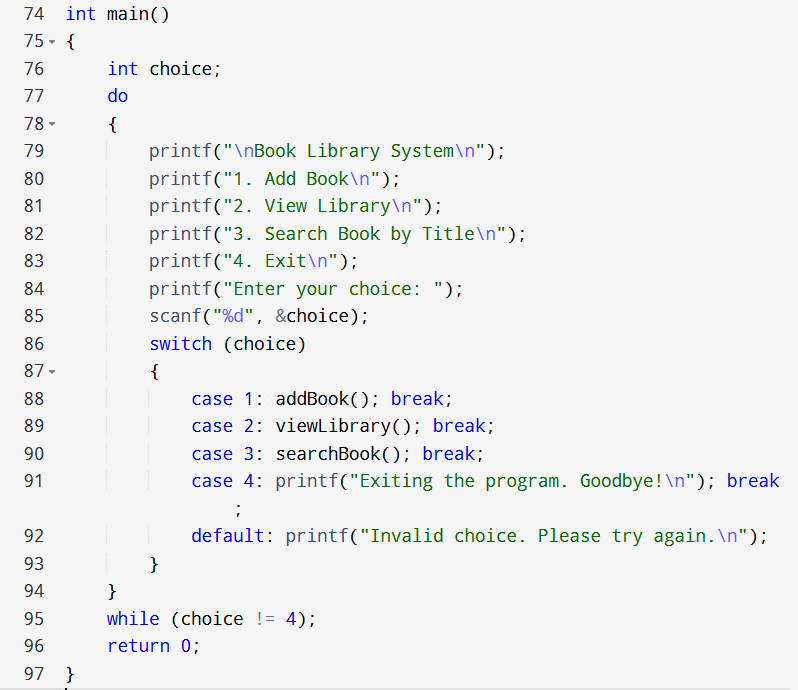 74 int main()
75 {
76     int choice;
77     do
78     {
79         printf("\nBook Library System\n");
80         printf("1. Add Book\n");
81         printf("2. View Library\n");
82         printf("3. Search Book by Title\n");
83         printf("4. Exit\n");
84         printf("Enter your choice: ");
85         scanf("%d", &choice);
86         switch (choice)
87         {
88             case 1: addBook(); break;
89             case 2: viewLibrary(); break;
90             case 3: searchBook(); break;
91             case 4: printf("Exiting the program. Goodbye!\n"); break
                ;
92             default: printf("Invalid choice. Please try again.\n");
93         }
94     }
95     while (choice != 4);
96     return 0;
97 }